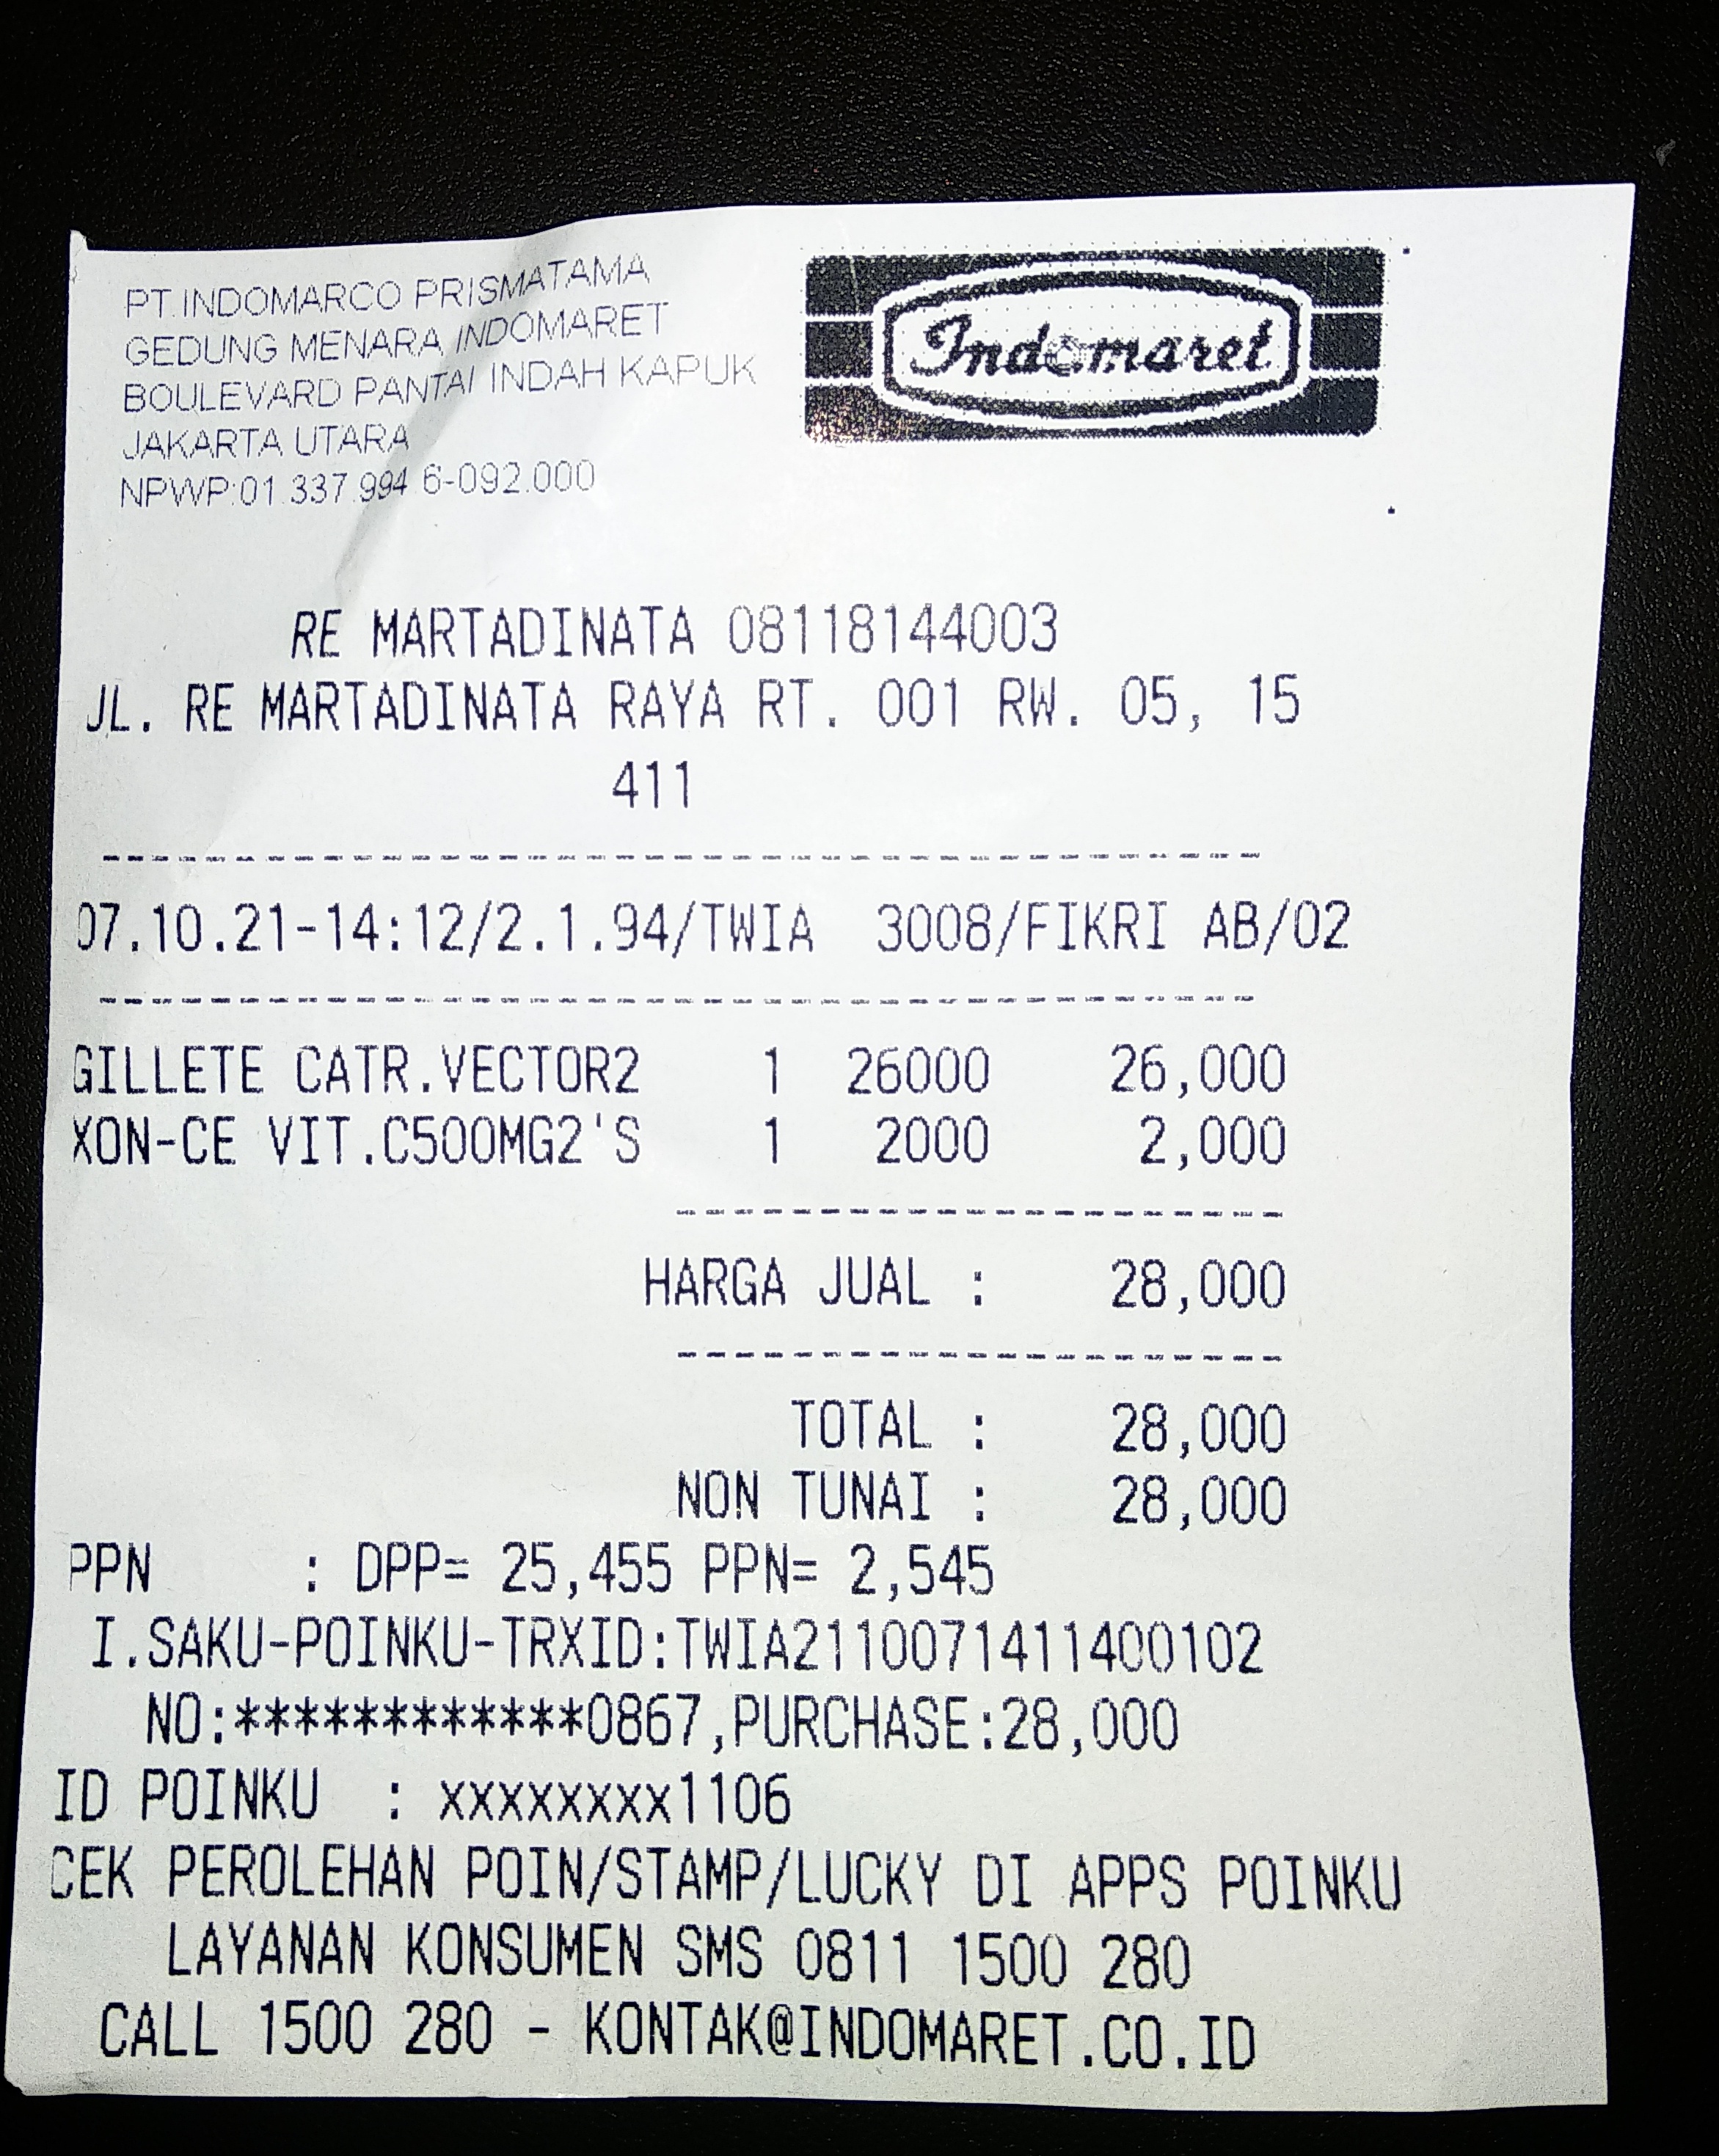 PT.INDOMARCO PRISMATAMA
GEDUNG MENARA INDOMARET
BOULEVARD PANTAI INDAH KAPUK
JAKARTA UTARA
NPWP:01.337.994.6-092.000
Indomaret
RE MARTADINATA 08118144003
JL. RE MARTADINATA RAYA RT. 001 RW. 05, 15
411
07.10.21-14:12/2.1.94/TWIA 3008/FIKRI AB/02
GILLETE CATR.VECTOR2 1 26000 26,000
XON-CE VIT.C500MG2'S 1 2000 2,000
HARGA JUAL : 28,000
TOTAL : 28,000
NON TUNAI : 28,000
PPN : DPP= 25,455 PPN= 2,545
I.SAKU-POINKU-TRXID:TWIA2110071411400102
NO:************0867,PURCHASE:28,000
ID POINKU : xxxxxxxx1106
CEK PEROLEHAN POIN/STAMP/LUCKY DI APPS POINKU
LAYANAN KONSUMEN SMS 0811 1500 280
CALL 1500 280 - KONTAK@INDOMARET.CO.ID